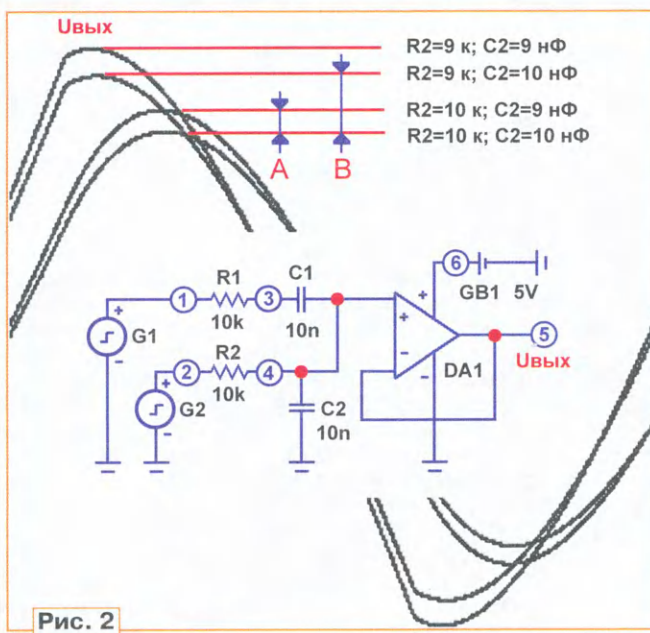 Uвых
R2=9 к; C2=9 нФ
R2=9 к; C2=10 нФ
R2=10 к; C2=9 нФ
R2=10 к; C2=10 нФ
A B
6
R1 C1
GB1 5V
1 3
+ 10k 10n + +
G1 R2 5
2 4 - DA1 Uвых
- + 10k -
G2 C2
- 10n
Рис. 2